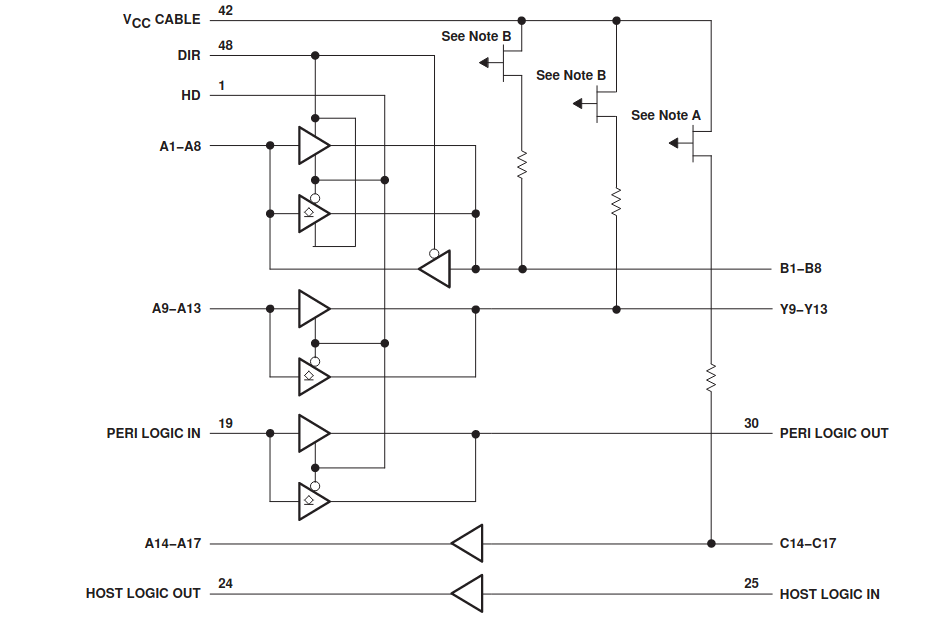 VCC CABLE 42
DIR 48
HD 1
See Note B
See Note B
See Note A
A1–A8
B1–B8
A9–A13
Y9–Y13
PERI LOGIC IN 19
30 PERI LOGIC OUT
A14–A17
C14–C17
HOST LOGIC OUT 24
25 HOST LOGIC IN